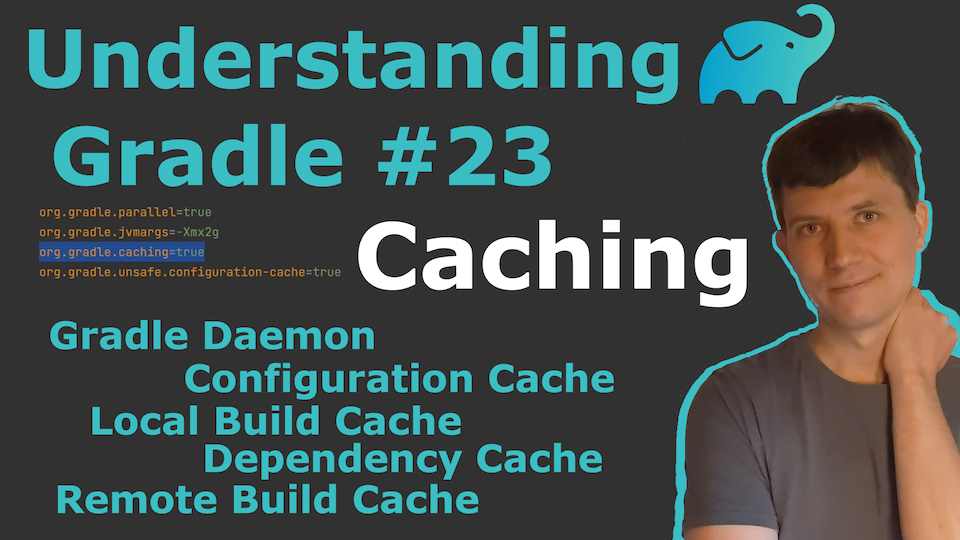 Understanding
Gradle #23
org.gradle.parallel=true
org.gradle.jvmargs=-Xmx2g
org.gradle.caching=true
org.gradle.unsafe.configuration-cache=true
Caching
Gradle Daemon
Configuration Cache
Local Build Cache
Dependency Cache
Remote Build Cache